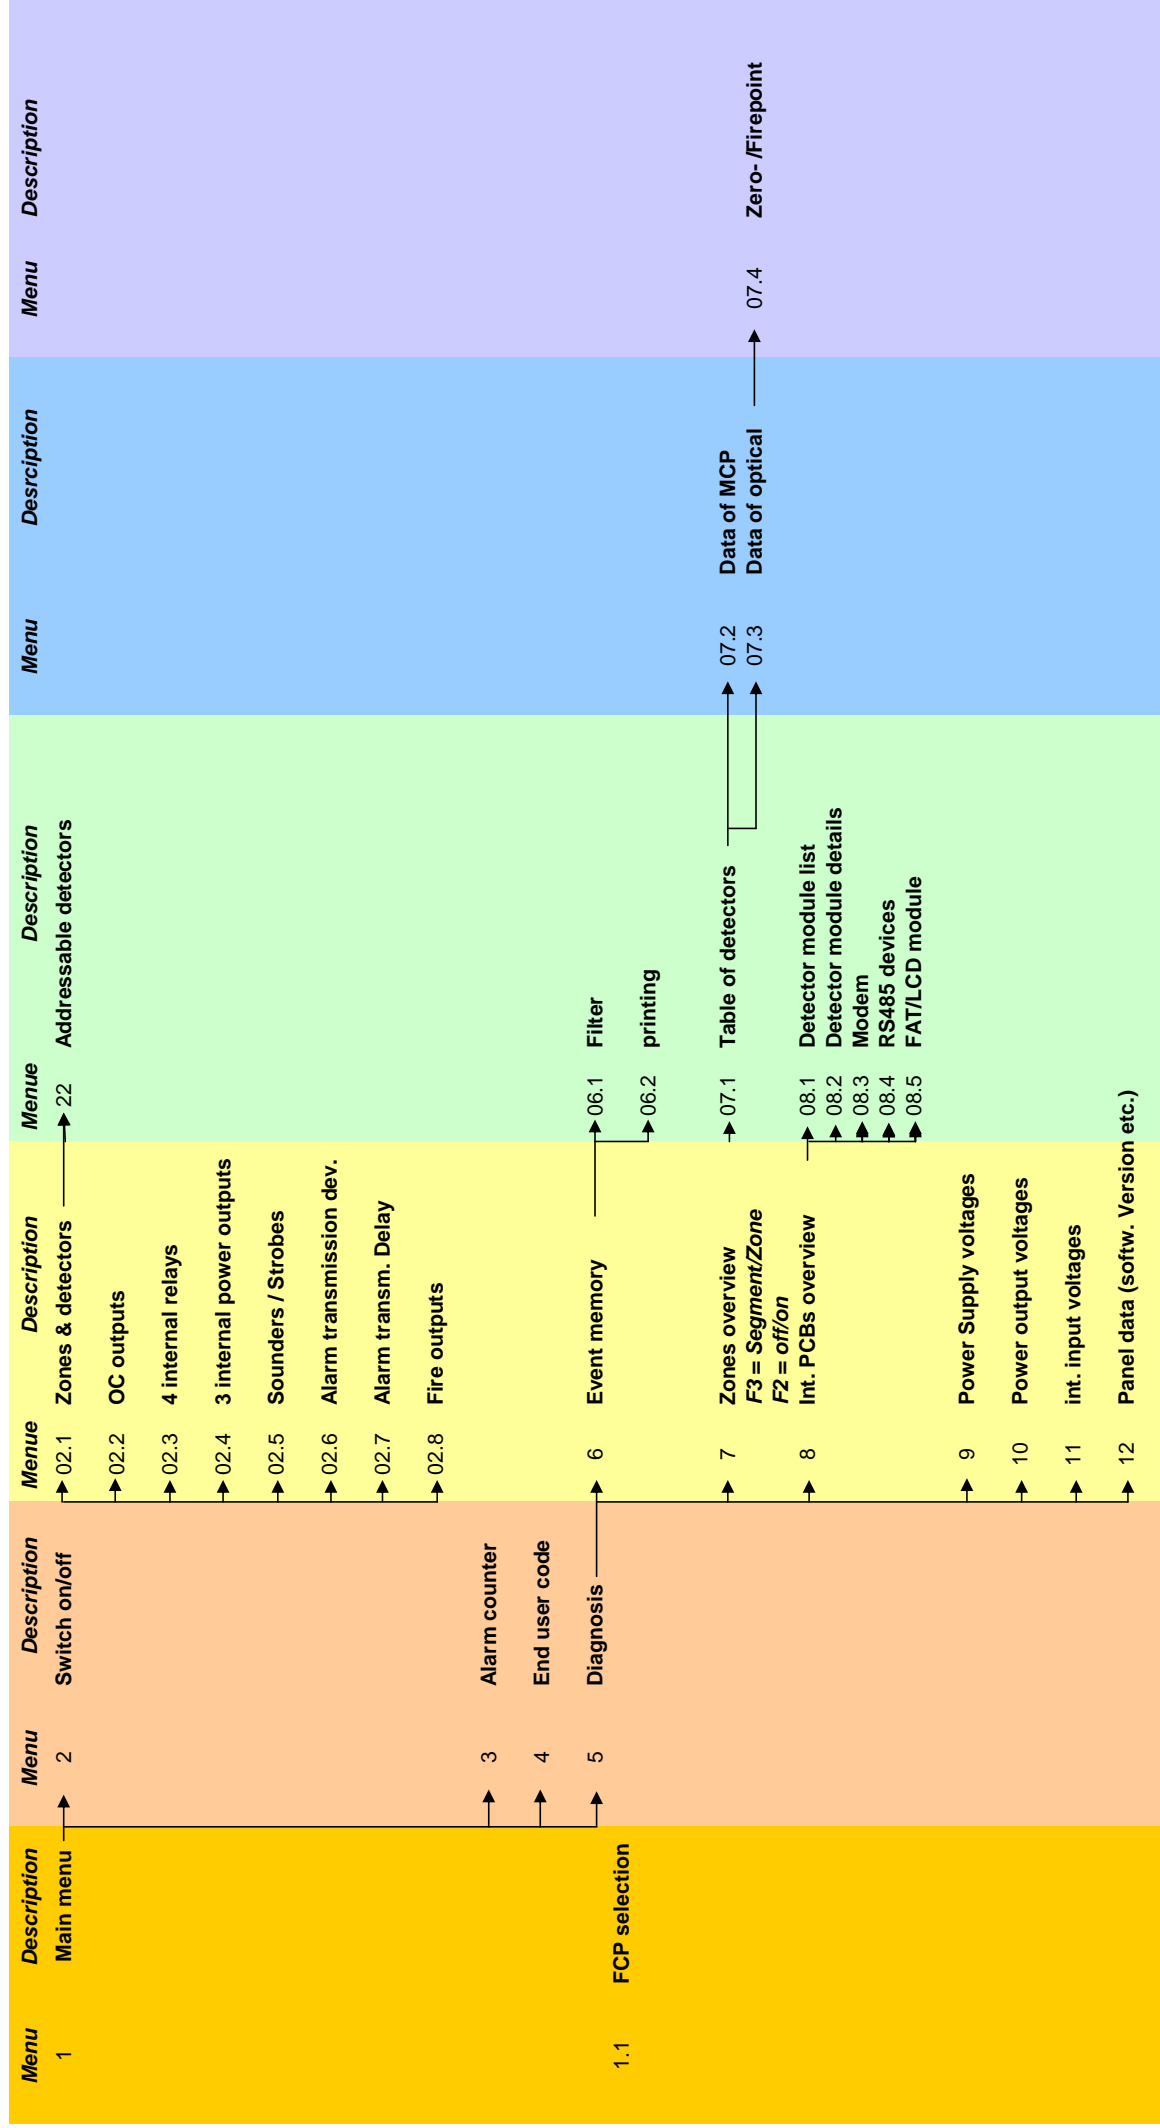 Menu Description Menu Description Menue Description Menue Description Menu Desrciption Menu Description
1 Main menu 2 Switch on/off 02.1 Zones & detectors 22 Addressable detectors
02.2 OC outputs
02.3 4 internal relays
02.4 3 internal power outputs
02.5 Sounders / Strobes
02.6 Alarm transmission dev.
02.7 Alarm transm. Delay
02.8 Fire outputs
3 Alarm counter
4 End user code
5 Diagnosis 6 Event memory 06.1 Filter
1.1 FCP selection
06.2 printing
7 Zones overview 07.1 Table of detectors 07.2 Data of MCP
F3 = Segment/Zone 07.3 Data of optical 07.4 Zero- /Firepoint
F2 = off/on
8 Int. PCBs overview 08.1 Detector module list
08.2 Detector module details
08.3 Modem
08.4 RS485 devices
08.5 FAT/LCD module
9 Power Supply voltages
10 Power output voltages
11 int. input voltages
12 Panel data (softw. Version etc.)